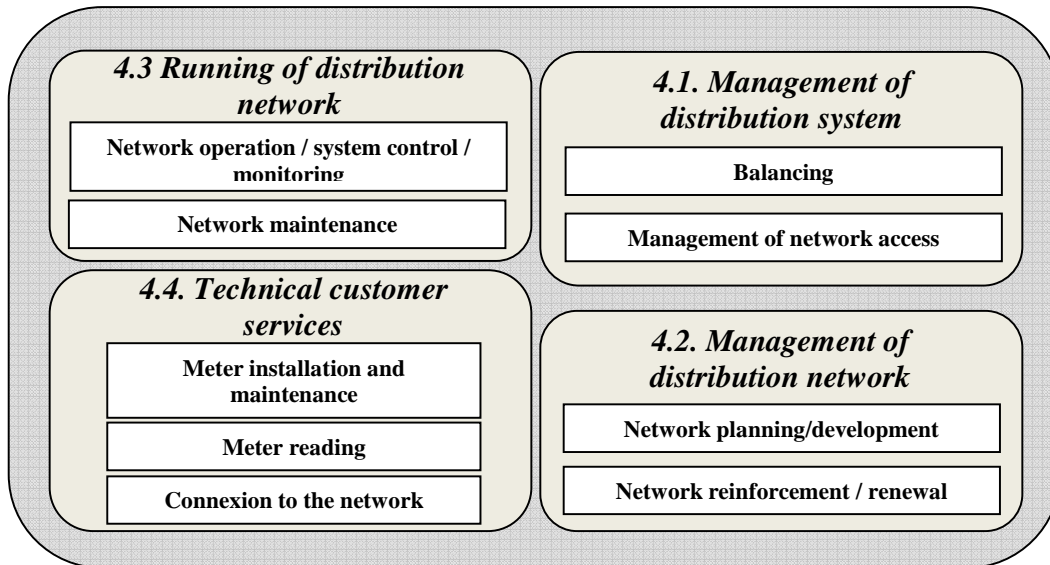 4.3 Running of distribution
network
Network operation / system control /
monitoring
Network maintenance
4.1. Management of
distribution system
Balancing
Management of network access
4.4. Technical customer
services
Meter installation and
maintenance
Meter reading
Connexion to the network
4.2. Management of
distribution network
Network planning/development
Network reinforcement / renewal